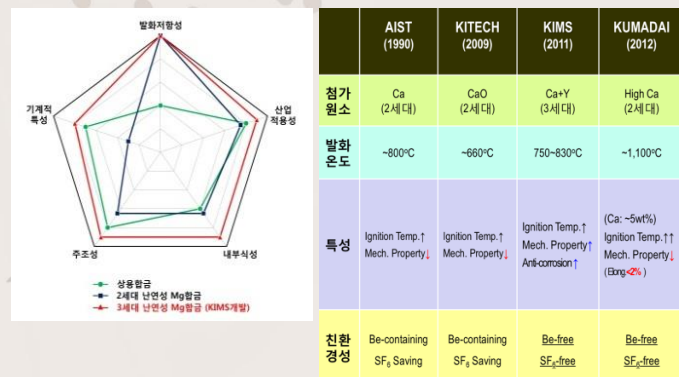 발화저항성
기계적
특성
산업
적용성
주조성
내부식성
상용합금
2세대 난연성 Mg합금
3세대 난연성 Mg합금 (KIMS개발)
AIST
(1990)
KITECH
(2009)
KIMS
(2011)
KUMADAI
(2012)
첨가
원소
Ca
(2세대)
CaO
(2세대)
Ca+Y
(3세대)
High Ca
(2세대)
발화
온도
~800ºC
~660ºC
750~830ºC
~1,100ºC
특성
Ignition Temp.↑
Mech. Property↓
Ignition Temp.↑
Mech. Property↓
Ignition Temp.↑
Mech. Property↑
Anti-corrosion↑
(Ca: ~5wt%)
Ignition Temp.↑↑
Mech. Property↓
(Elong.<2% )
친환
경성
Be-containing
SF₆ Saving
Be-containing
SF₆ Saving
Be-free
SF₆-free
Be-free
SF₆-free